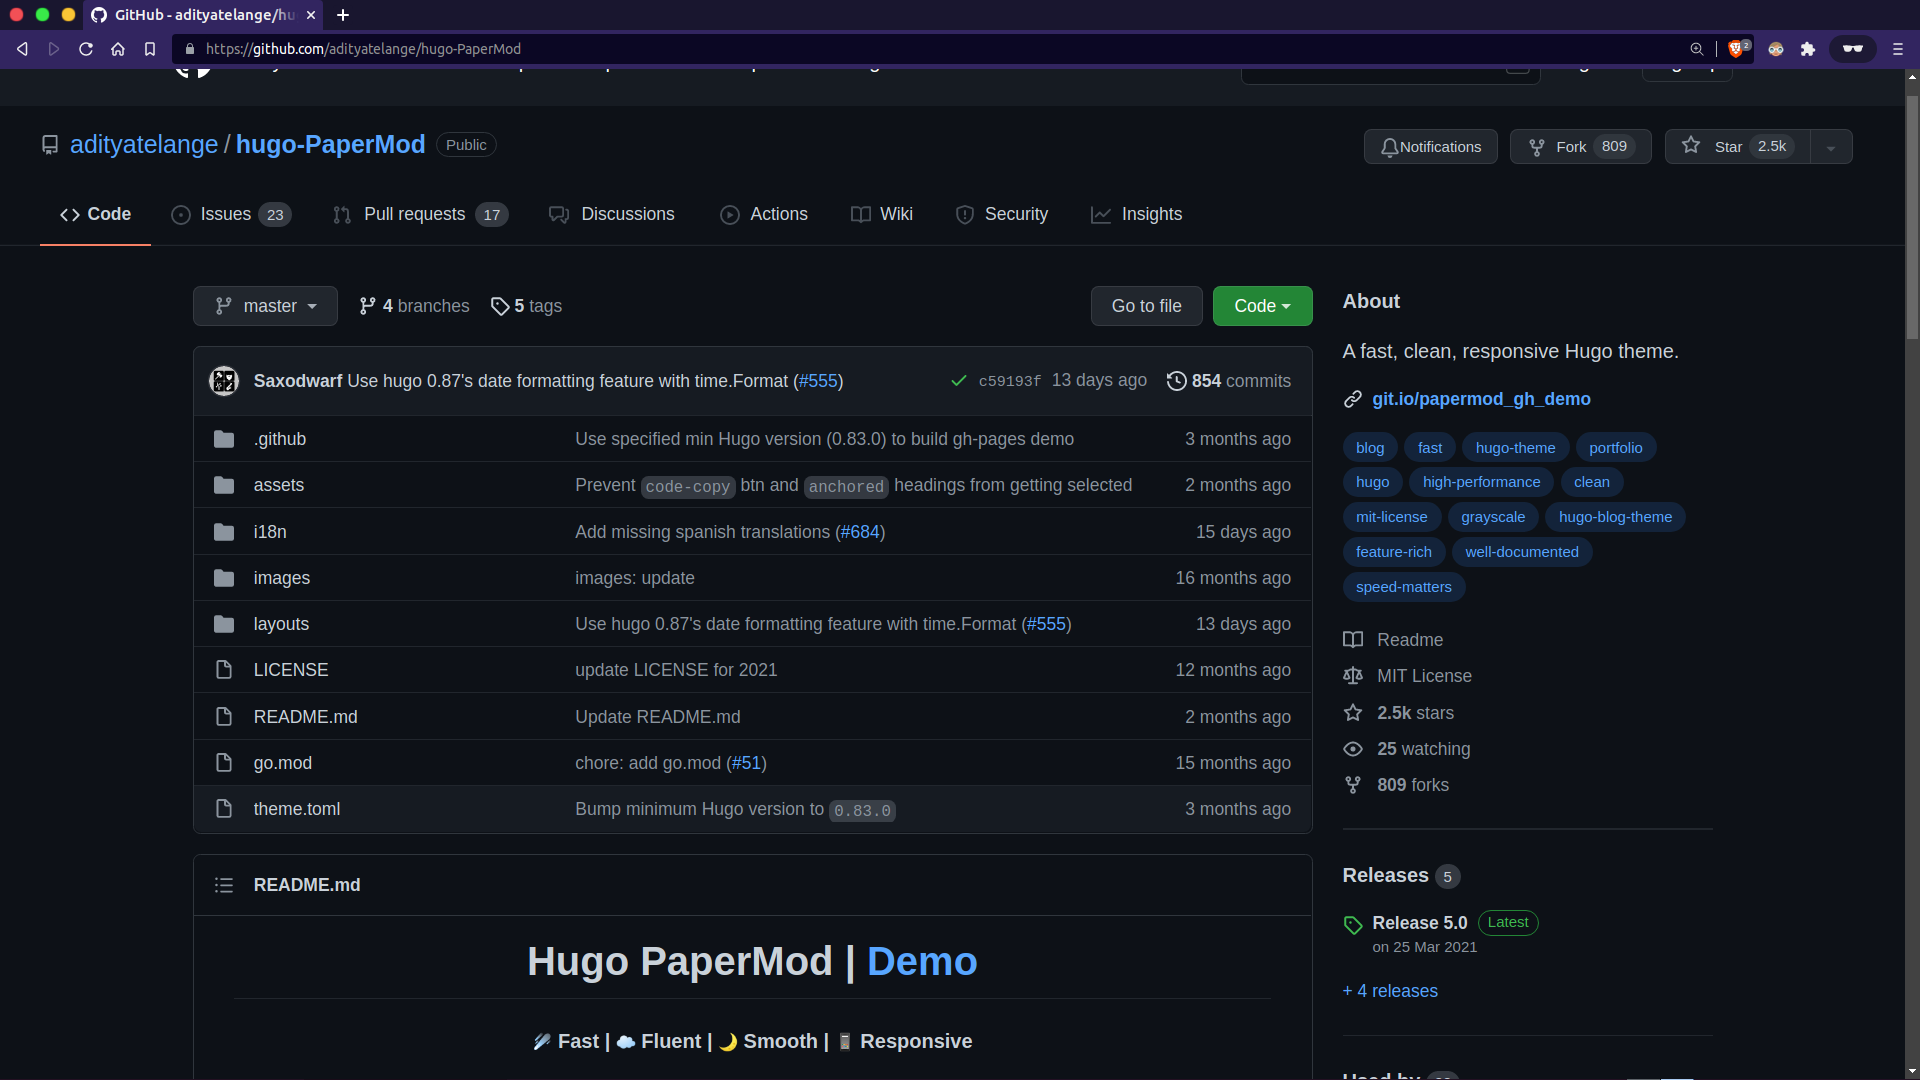 GitHub - adityatelange/hu
https://github.com/adityatelange/hugo-PaperMod
2
adityatelange / hugo-PaperMod Public
Notifications Fork 809 Star 2.5k
Code Issues 23 Pull requests 17 Discussions Actions Wiki Security Insights
master 4 branches 5 tags Go to file Code
Saxodwarf Use hugo 0.87's date formatting feature with time.Format (#555) c59193f 13 days ago 854 commits
.github Use specified min Hugo version (0.83.0) to build gh-pages demo 3 months ago
assets Prevent code-copy btn and anchored headings from getting selected 2 months ago
i18n Add missing spanish translations (#684) 15 days ago
images images: update 16 months ago
layouts Use hugo 0.87's date formatting feature with time.Format (#555) 13 days ago
LICENSE update LICENSE for 2021 12 months ago
README.md Update README.md 2 months ago
go.mod chore: add go.mod (#51) 15 months ago
theme.toml Bump minimum Hugo version to 0.83.0 3 months ago
README.md
Hugo PaperMod | Demo
Fast | Fluent | Smooth | Responsive
About
A fast, clean, responsive Hugo theme.
git.io/papermod_gh_demo
blog fast hugo-theme portfolio
hugo high-performance clean
mit-license grayscale hugo-blog-theme
feature-rich well-documented
speed-matters
Readme
MIT License
2.5k stars
25 watching
809 forks
Releases 5
Release 5.0 Latest
on 25 Mar 2021
+ 4 releases
Used by